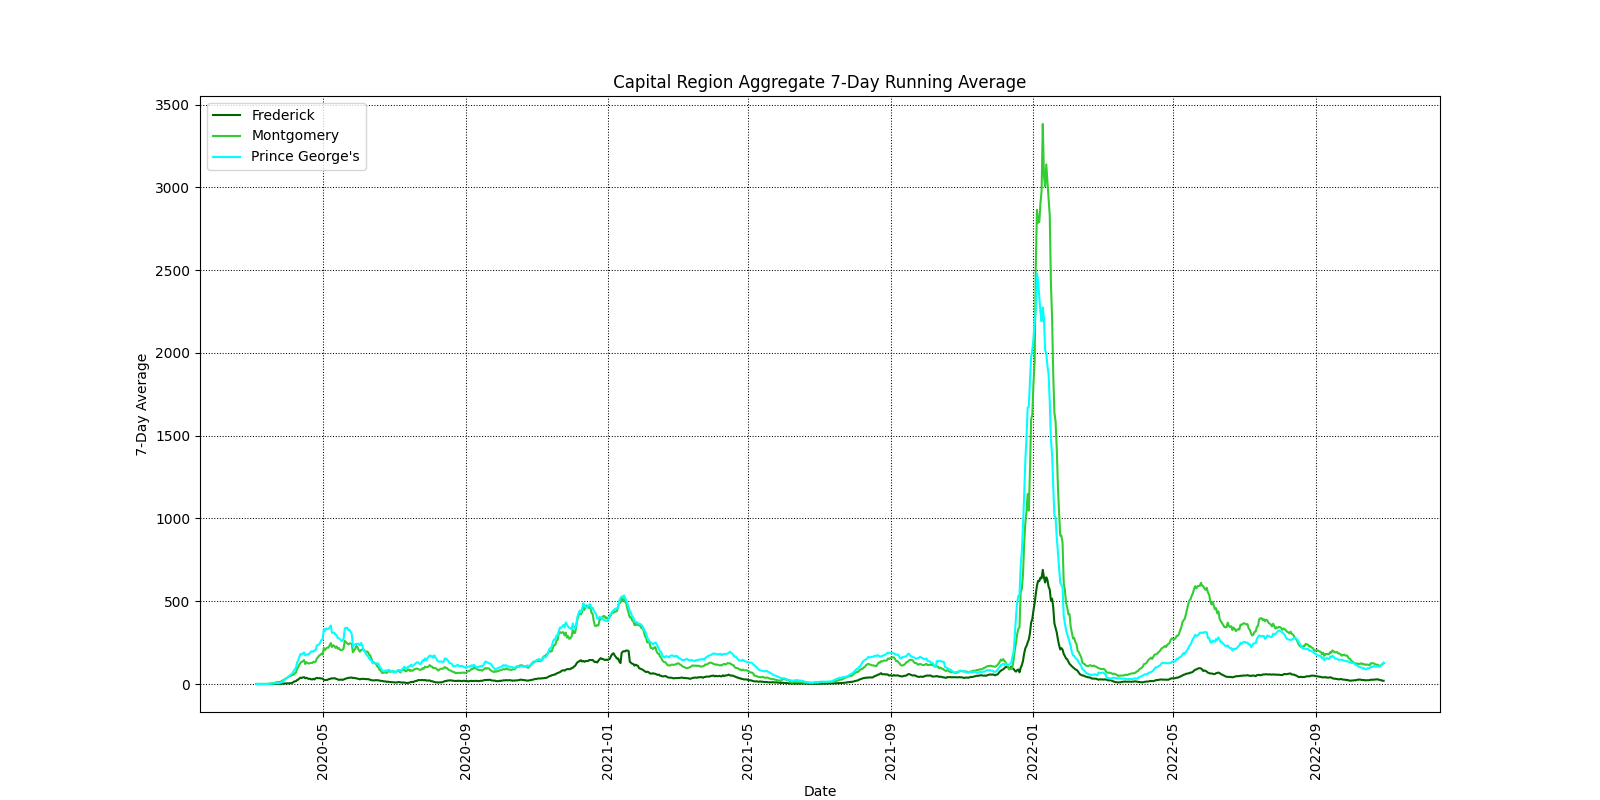 Capital Region Aggregate 7-Day Running Average
Frederick
Montgomery
Prince George's
3500
3000
2500
2000
1500
1000
500
0
7-Day Average
2020-05
2020-09
2021-01
2021-05
2021-09
2022-01
2022-05
2022-09
Date